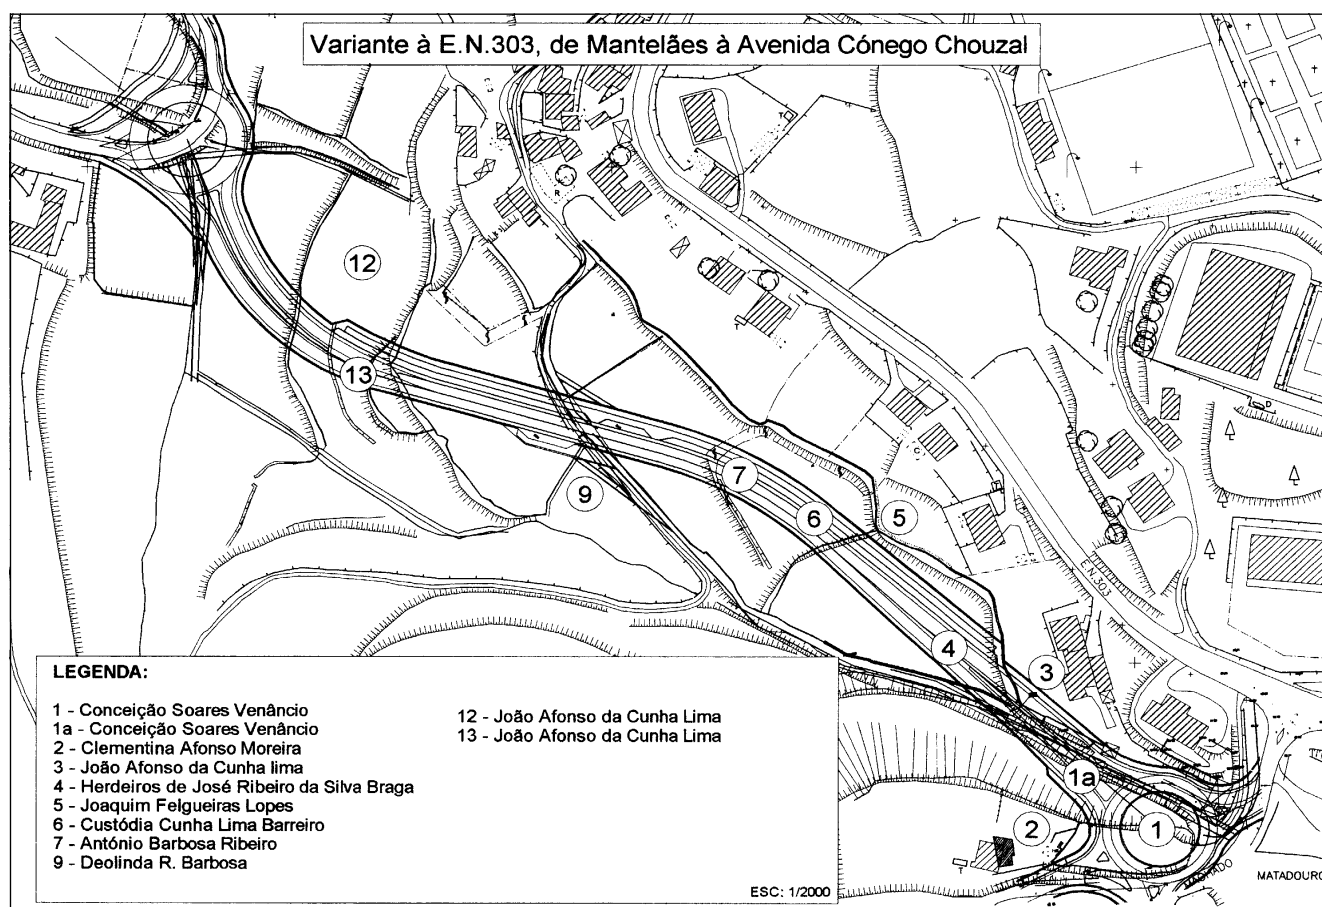 Variante à E.N.303, de Mantelães à Avenida Cónego Chouzal
12
13
7
9
6
5
4
3
1a
2
1
E.N.303
MATADOURO
LEGENDA:
1 - Conceição Soares Venâncio
1a - Conceição Soares Venâncio
2 - Clementina Afonso Moreira
3 - João Afonso da Cunha lima
4 - Herdeiros de José Ribeiro da Silva Braga
5 - Joaquim Felgueiras Lopes
6 - Custódia Cunha Lima Barreiro
7 - António Barbosa Ribeiro
9 - Deolinda R. Barbosa
12 - João Afonso da Cunha Lima
13 - João Afonso da Cunha Lima
ESC: 1/2000